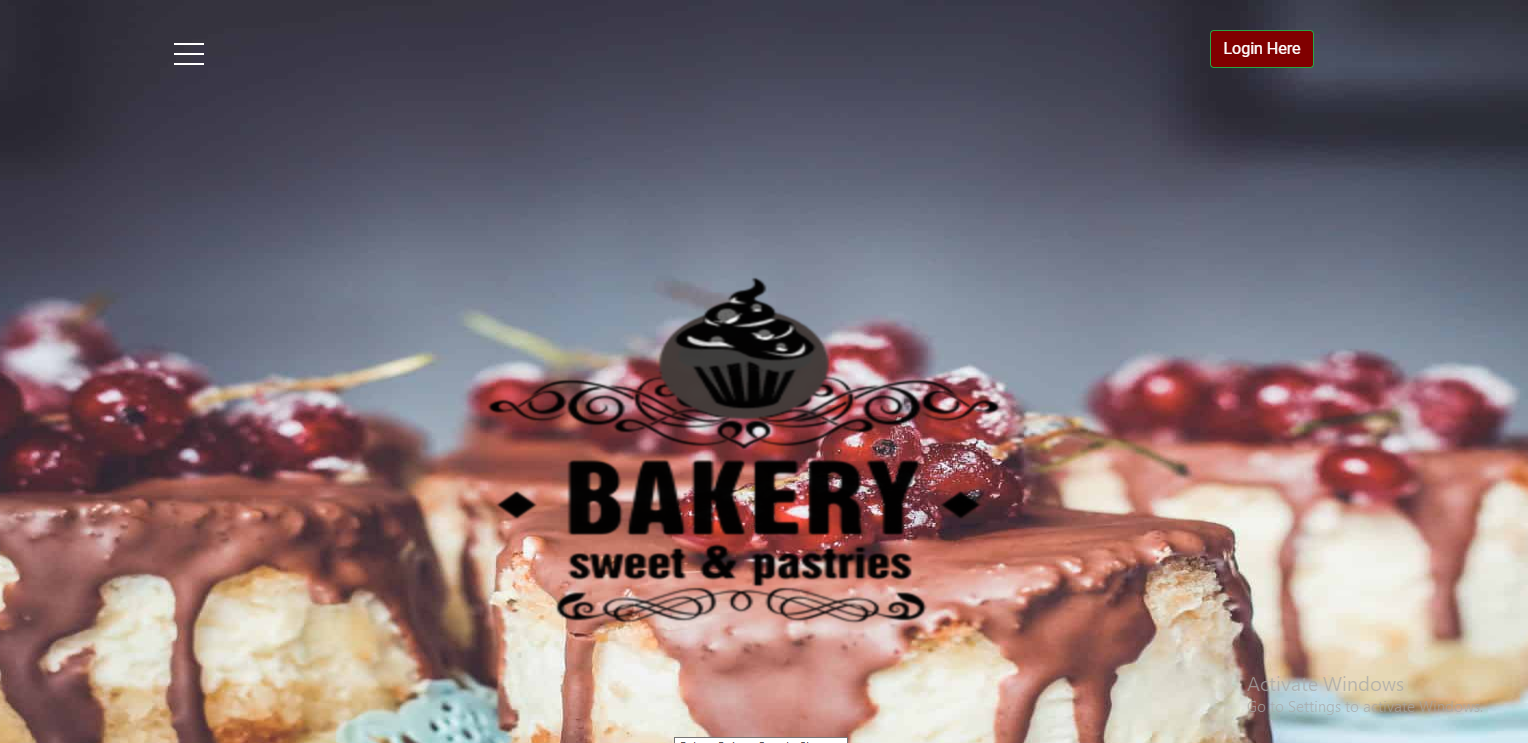 Login Here
BAKERY
sweet & pastries
Activate Windows
Go to Settings to activate Windows.